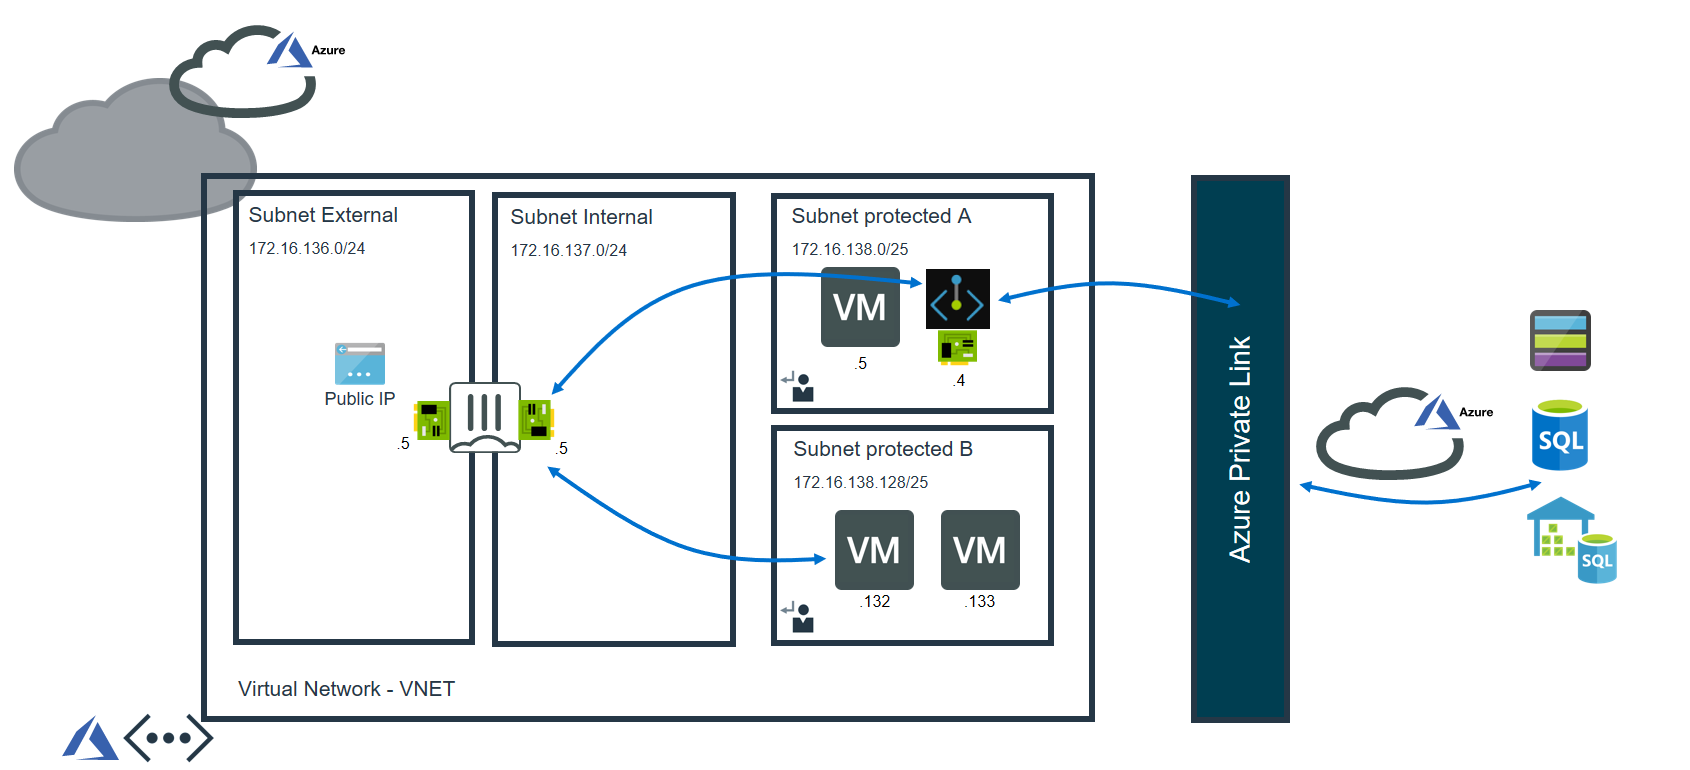 Azure
Subnet External
172.16.136.0/24
Public IP
.5
Subnet Internal
172.16.137.0/24
.5
Subnet protected A
172.16.138.0/25
VM
.5
.4
Subnet protected B
172.16.138.128/25
VM
VM
.132
.133
Virtual Network - VNET
Azure Private Link
Azure
SQL
SQL